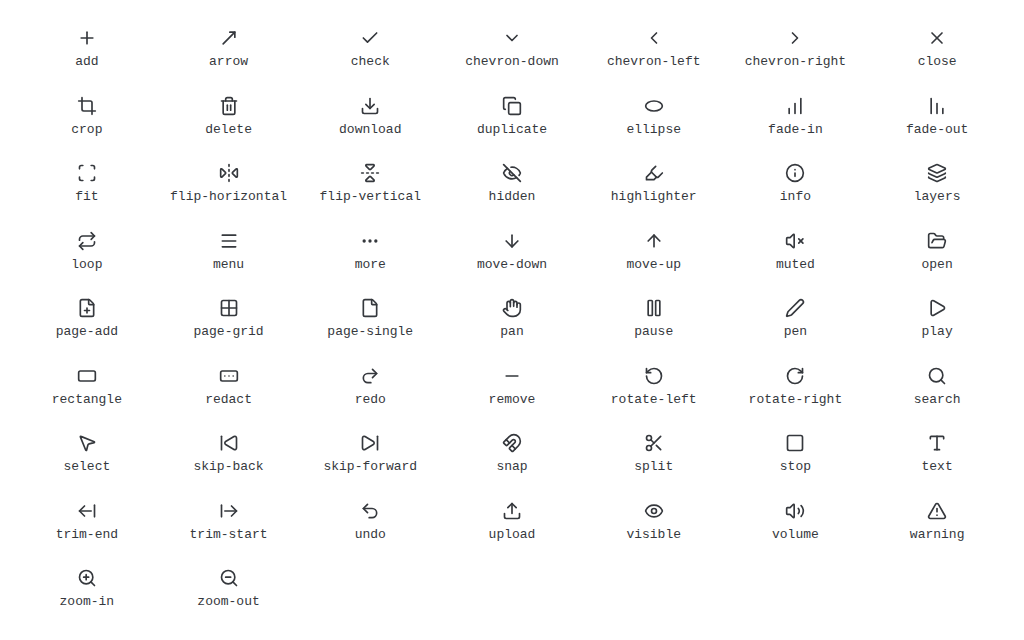 add arrow check chevron-down chevron-left chevron-right close
crop delete download duplicate ellipse fade-in fade-out
fit flip-horizontal flip-vertical hidden highlighter info layers
loop menu more move-down move-up muted open
page-add page-grid page-single pan pause pen play
rectangle redact redo remove rotate-left rotate-right search
select skip-back skip-forward snap split stop text
trim-end trim-start undo upload visible volume warning
zoom-in zoom-out